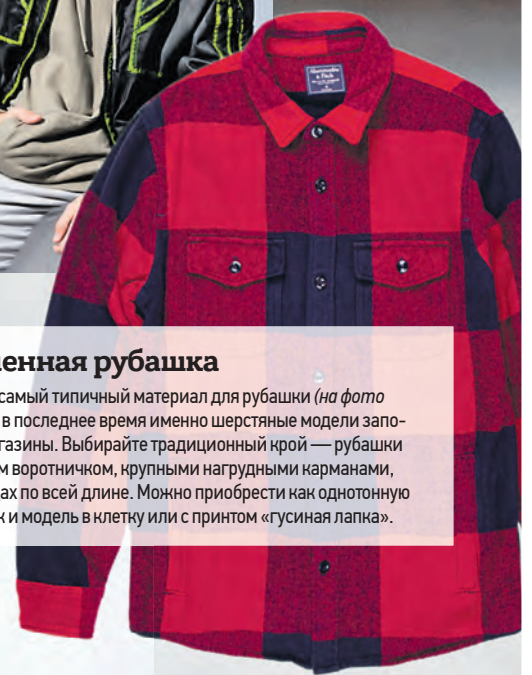 Abercrombie
& Fitch
енная рубашка
самый типичный материал для рубашки (на фото
в последнее время именно шерстяные модели запо-
газины. Выбирайте традиционный крой — рубашки
м воротничком, крупными нагрудными карманами,
ах по всей длине. Можно приобрести как однотонную
к и модель в клетку или с принтом «гусиная лапка».